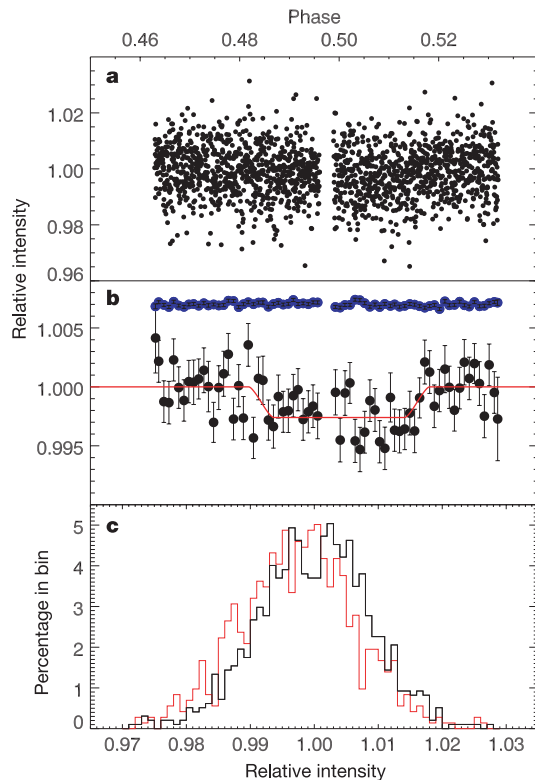 Phase
0.46 0.48 0.50 0.52
a
1.02
1.00
0.98
0.96
Relative intensity
b
1.005
1.000
0.995
c
5
4
3
2
1
0
Percentage in bin
0.97 0.98 0.99 1.00 1.01 1.02 1.03
Relative intensity